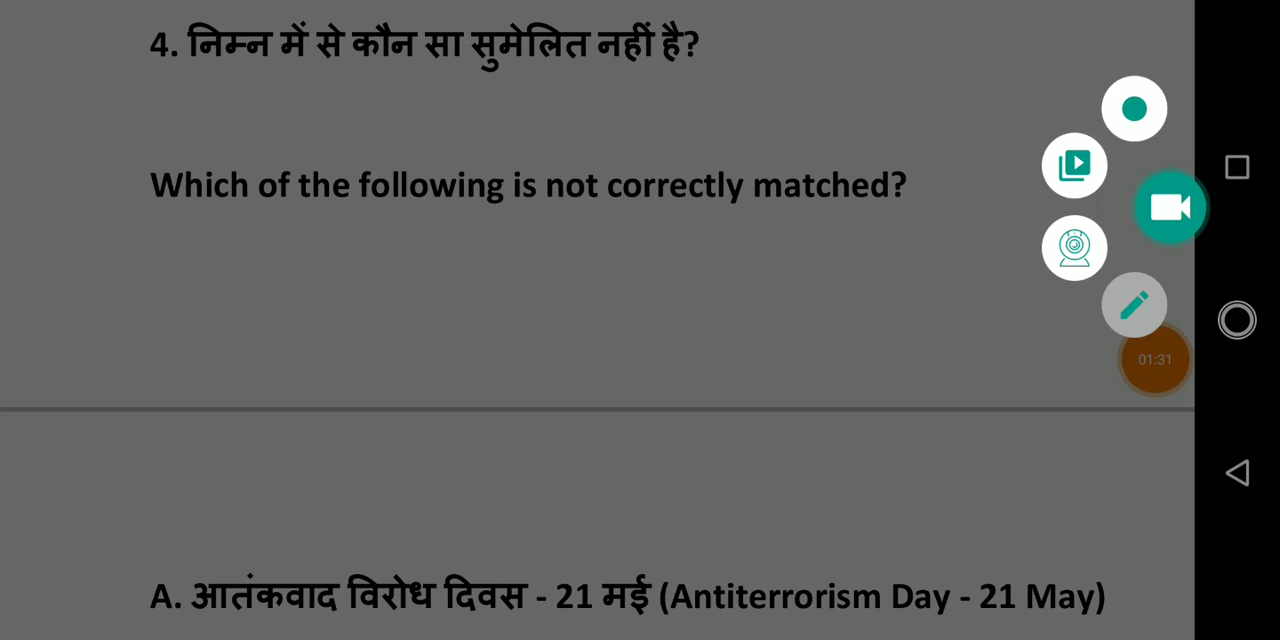 4. निम्न में से कौन सा सुमेलित नहीं है?
Which of the following is not correctly matched?
01:31
A. आतंकवाद विरोध दिवस - 21 मई (Antiterrorism Day - 21 May)